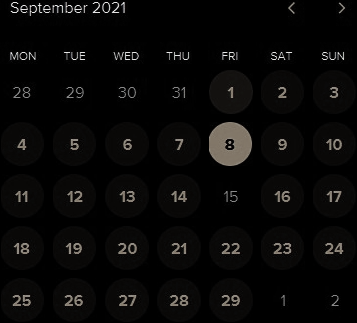 September 2021
MON TUE WED THU FRI SAT SUN
28 29 30 31 1 2 3
4 5 6 7 8 9 10
11 12 13 14 15 16 17
18 19 20 21 22 23 24
25 26 27 28 29 1 2